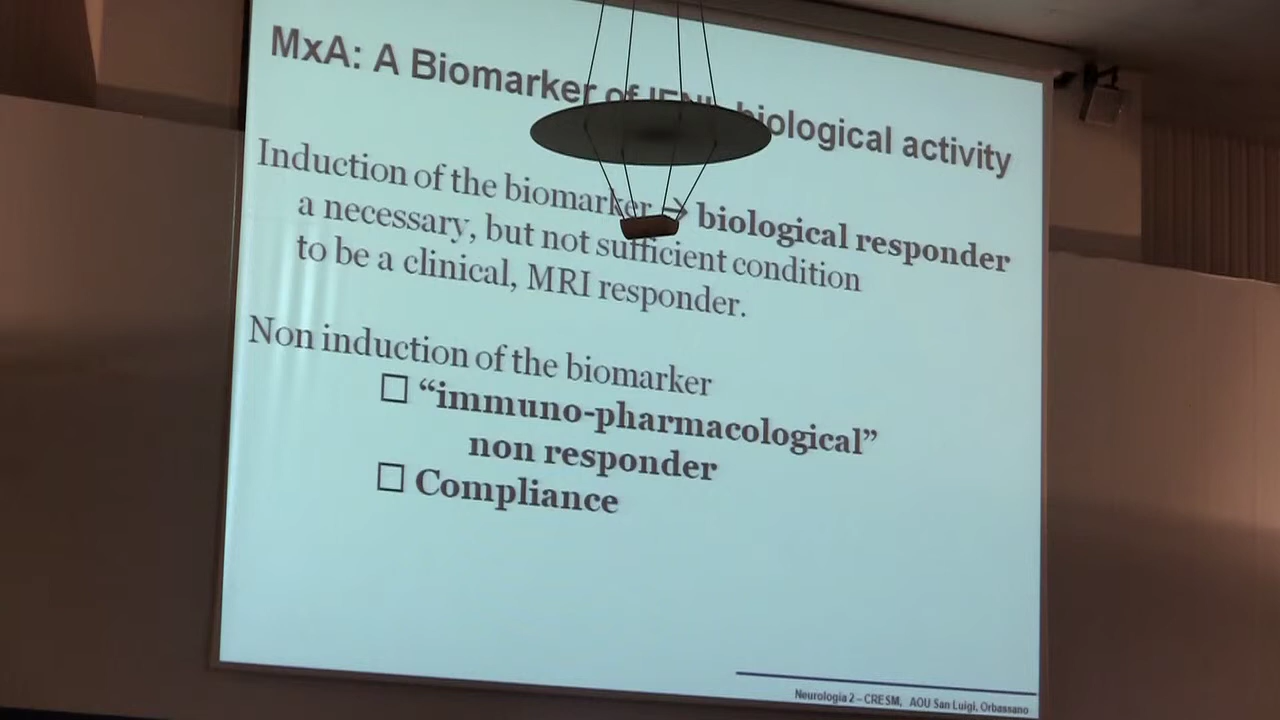 MxA: A Biomarker of biological activity
Induction of the biomarker → biological responder
a necessary, but not sufficient condition
to be a clinical, MRI responder.
Non induction of the biomarker
☐ “immuno-pharmacological”
non responder
☐ Compliance
Neurologia 2 – CRESM, AOU San Luigi, Orbassano